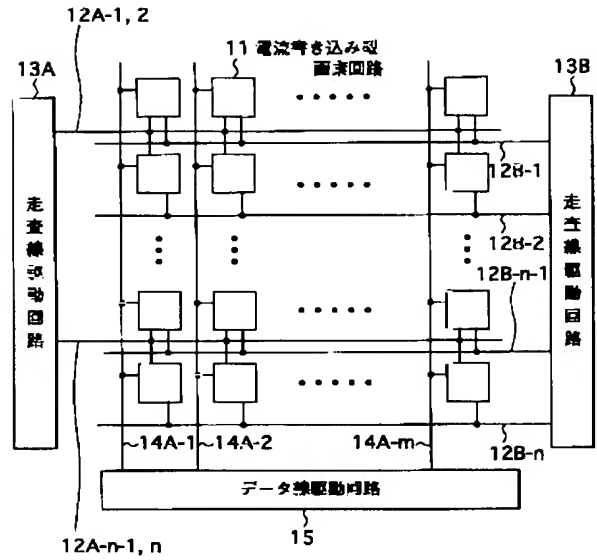 12A-1, 2
11 電流書き込み型
画素回路
13A
13B
12B-1
12B-2
12B-n-1
走査線駆動回路
走査線駆動回路
14A-1
14A-2
14A-m
12B-n
データ線駆動回路
15
12A-n-1, n